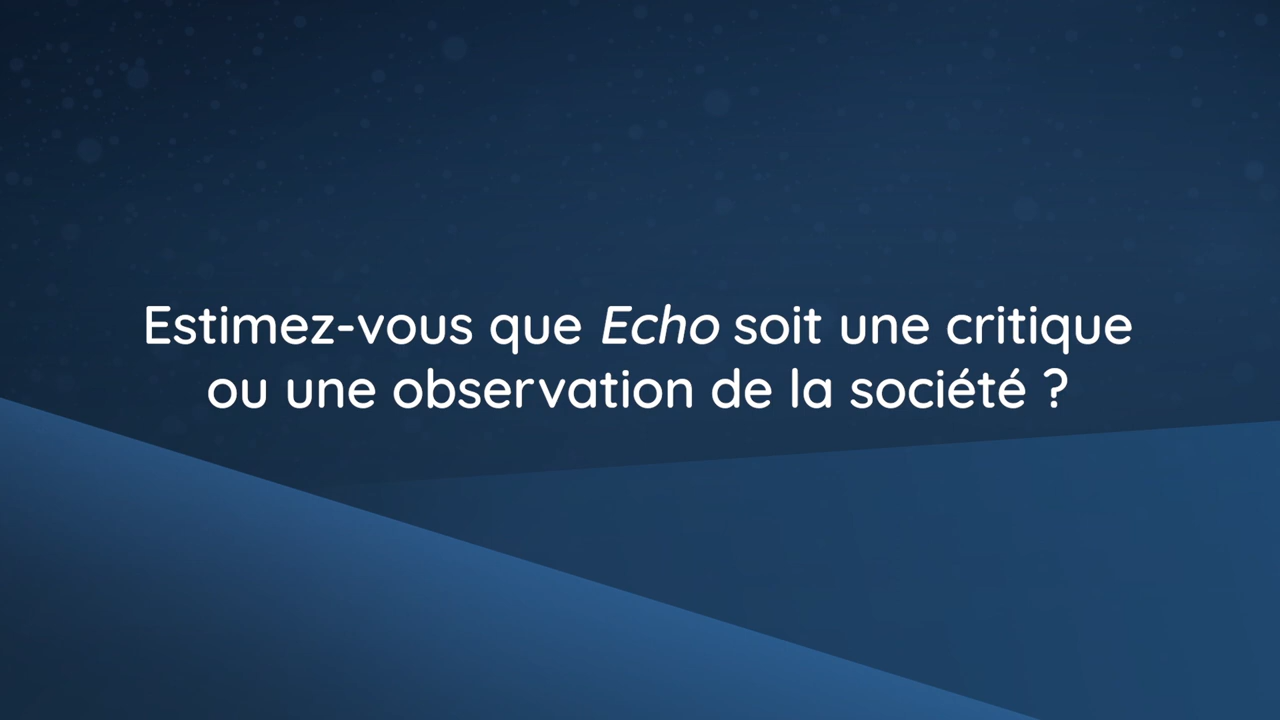 Estimez-vous que Echo soit une critique
ou une observation de la société ?